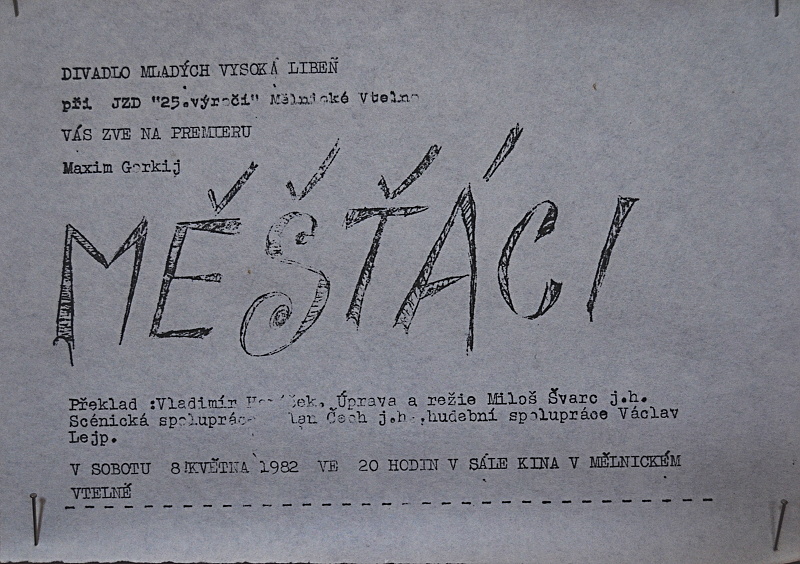 DIVADLO MLADÝCH VYSOKÁ LIBEŇ
při JZD "25.výročí" Mělnické Vtelno
VÁS ZVE NA PREMIERU
Maxim Gorkij
MĚŠŤÁCI
Překlad :Vladimír Úprava a režie Miloš Švarc j.h.
Scénická spolupráce Čech j.h.,hudební spolupráce Václav
Lejp.
V SOBOTU 8 KVĚTNA 1982 VE 20 HODIN V SÁLE KINA V MĚLNICKÉM
VTELNĚ